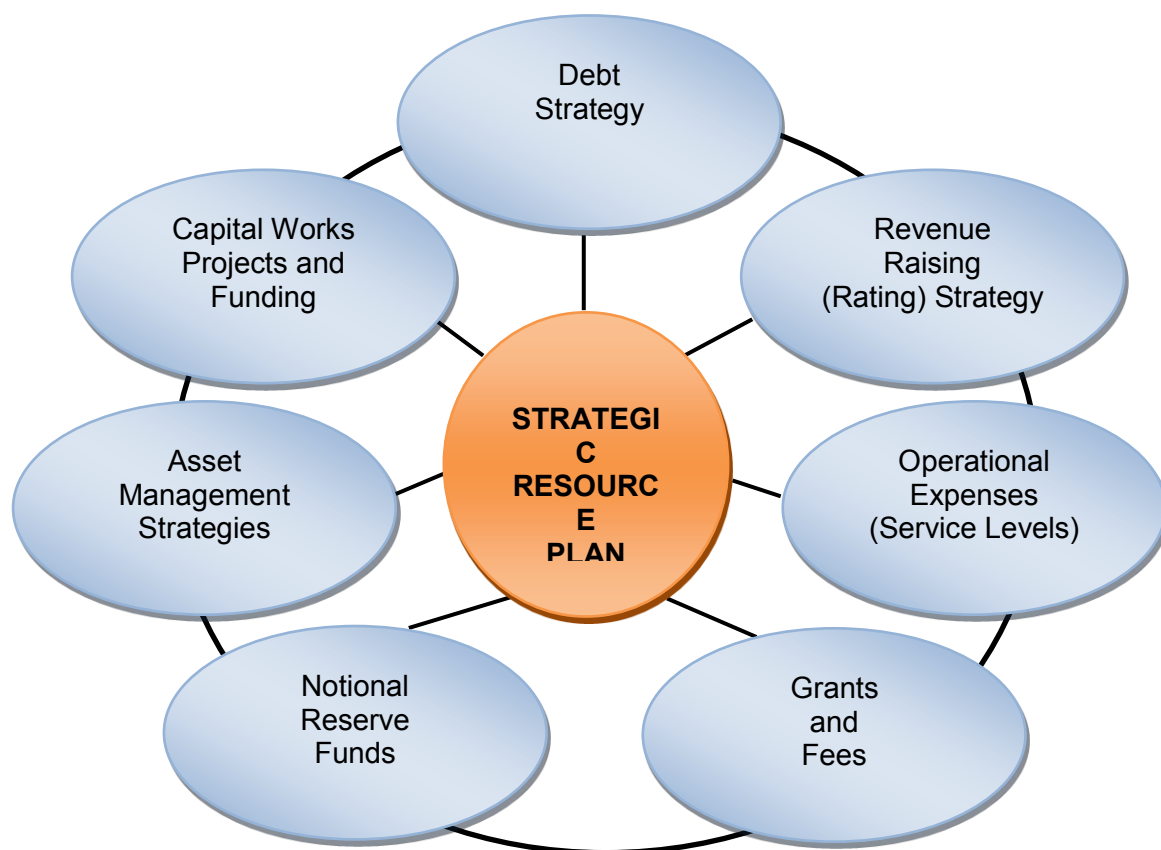 Debt
Strategy
Revenue
Raising
(Rating) Strategy
Operational
Expenses
(Service Levels)
Grants
and
Fees
Notional
Reserve
Funds
Asset
Management
Strategies
Capital Works
Projects and
Funding
STRATEGI
C
RESOURC
E
PLAN